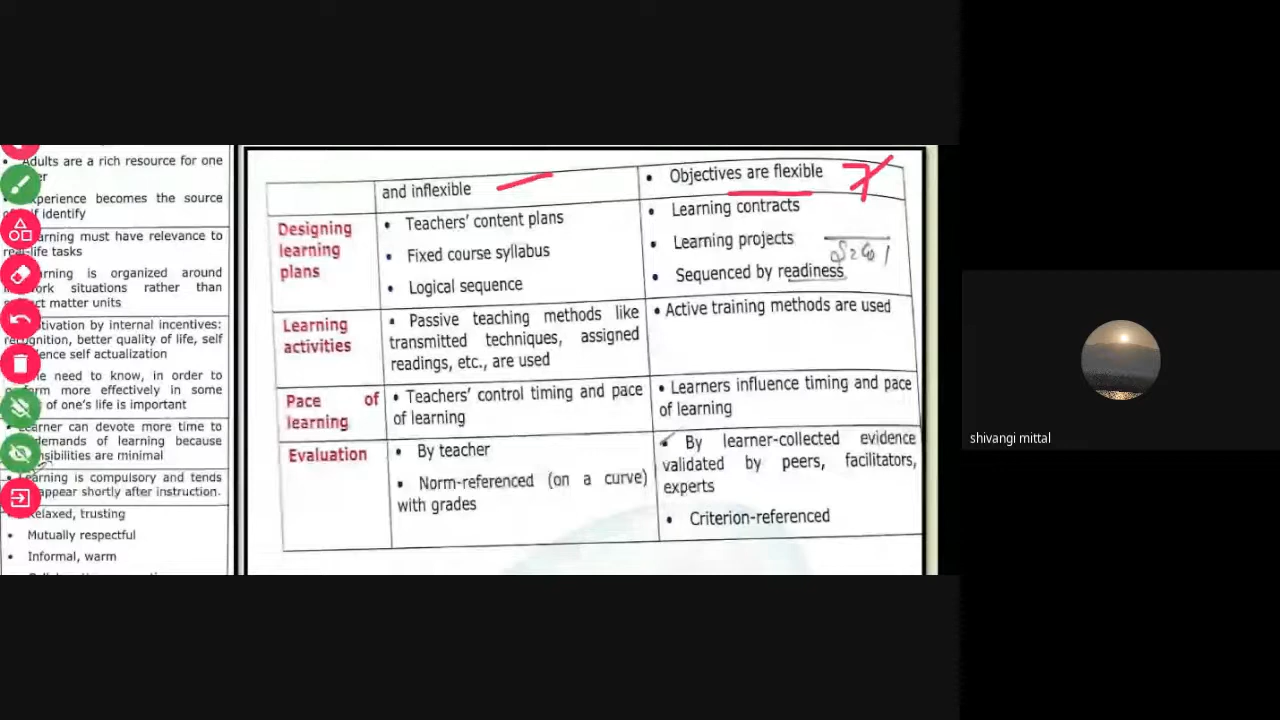 Adults are a rich resource for one
experience becomes the source
identify
must have relevance to
life tasks
is organized around
situations rather than
matter units
by internal incentives:
better quality of life, self
self actualization
need to know, in order to
more effectively in some
of one's life is important
Learner can devote more time to
demands of learning because
are minimal
Learning is compulsory and tends
appear shortly after instruction.
Relaxed, trusting
• Mutually respectful
• Informal, warm
and inflexible
• Objectives are flexible
Designing learning plans
• Teachers' content plans
• Fixed course syllabus
• Logical sequence
• Learning contracts
• Learning projects
• Sequenced by readiness
Learning activities
• Passive teaching methods like
transmitted techniques, assigned
readings, etc., are used
• Active training methods are used
Pace of learning
• Teachers' control timing and pace
of learning
• Learners influence timing and pace
of learning
Evaluation
• By teacher
• Norm-referenced (on a curve)
with grades
By learner-collected evidence
validated by peers, facilitators,
experts
• Criterion-referenced
shivangi mittal